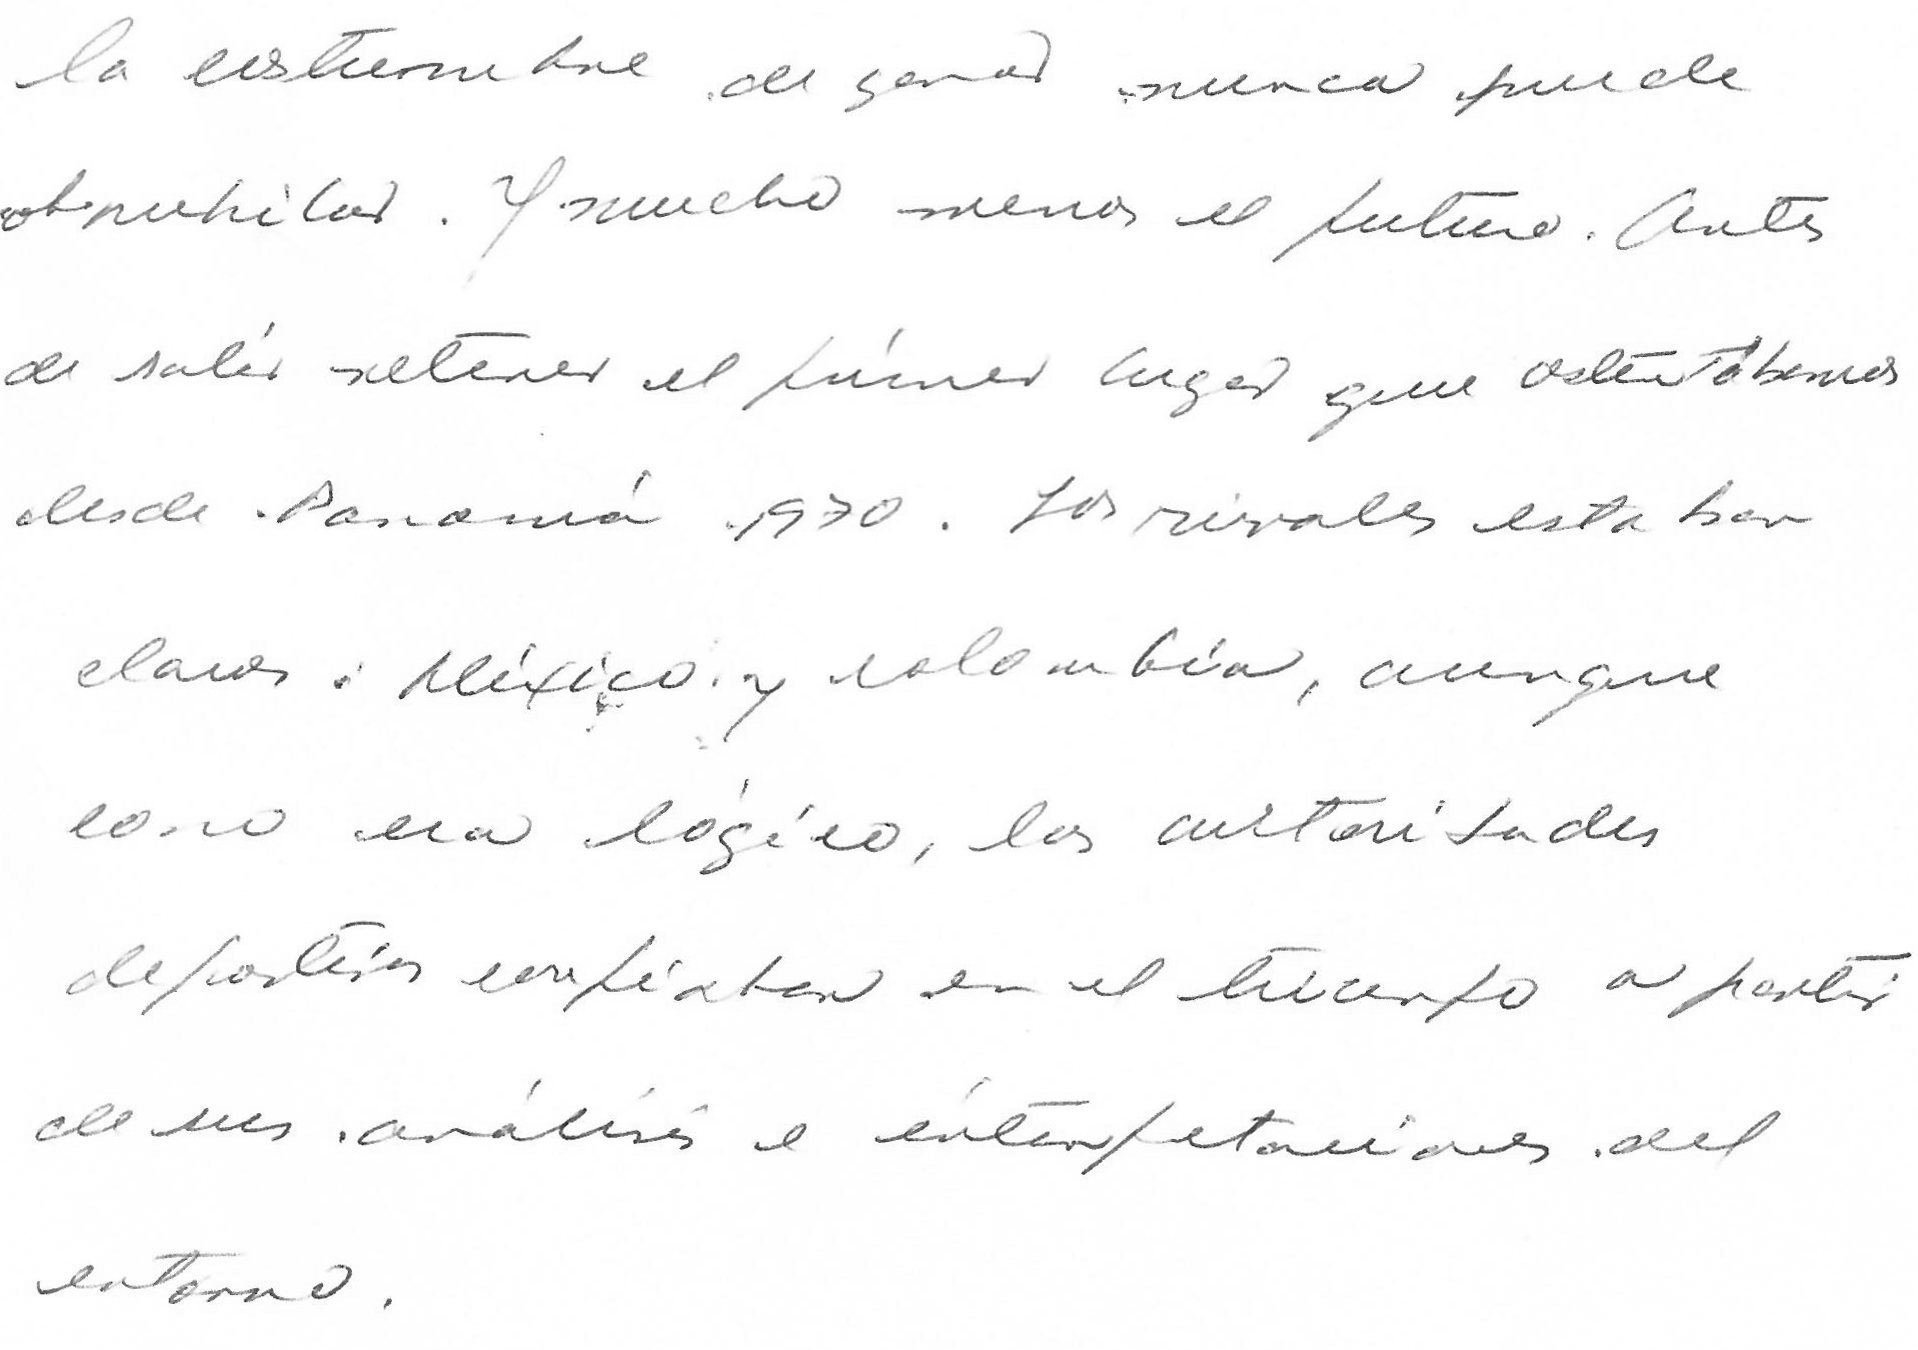 la costumbre de ganar nunca puede
obnubilar. Y mucho menos el futuro. Antes
de salir retener el primer lugar que ostentábamos
desde Panamá 1970. Los rivales estaban
claros: México y Colombia, aunque
como era lógico, las autoridades
deportivas confiaban en el triunfo a partir
de sus análisis e interpretaciones del
entorno.